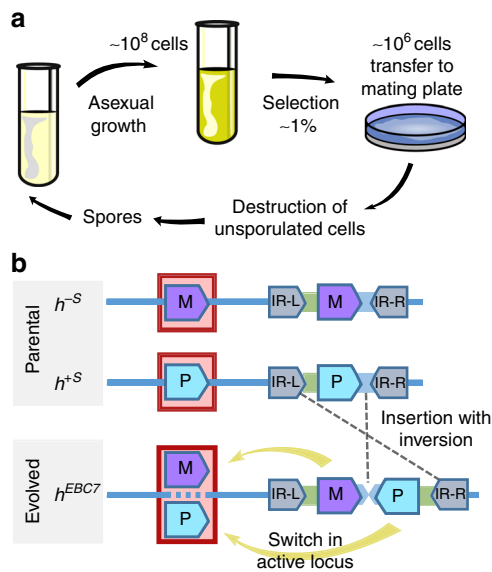 a
~10⁸ cells
Asexual
growth
Selection
~1%
~10⁶ cells
transfer to
mating plate
Destruction of
unsporulated cells
Spores
b
Parental
h⁻ˢ
M
IR-L
M
IR-R
h⁺ˢ
P
IR-L
P
IR-R
Insertion with
inversion
Evolved
hᴱᴮᶜ⁷
M
P
IR-L
M
P
IR-R
Switch in
active locus